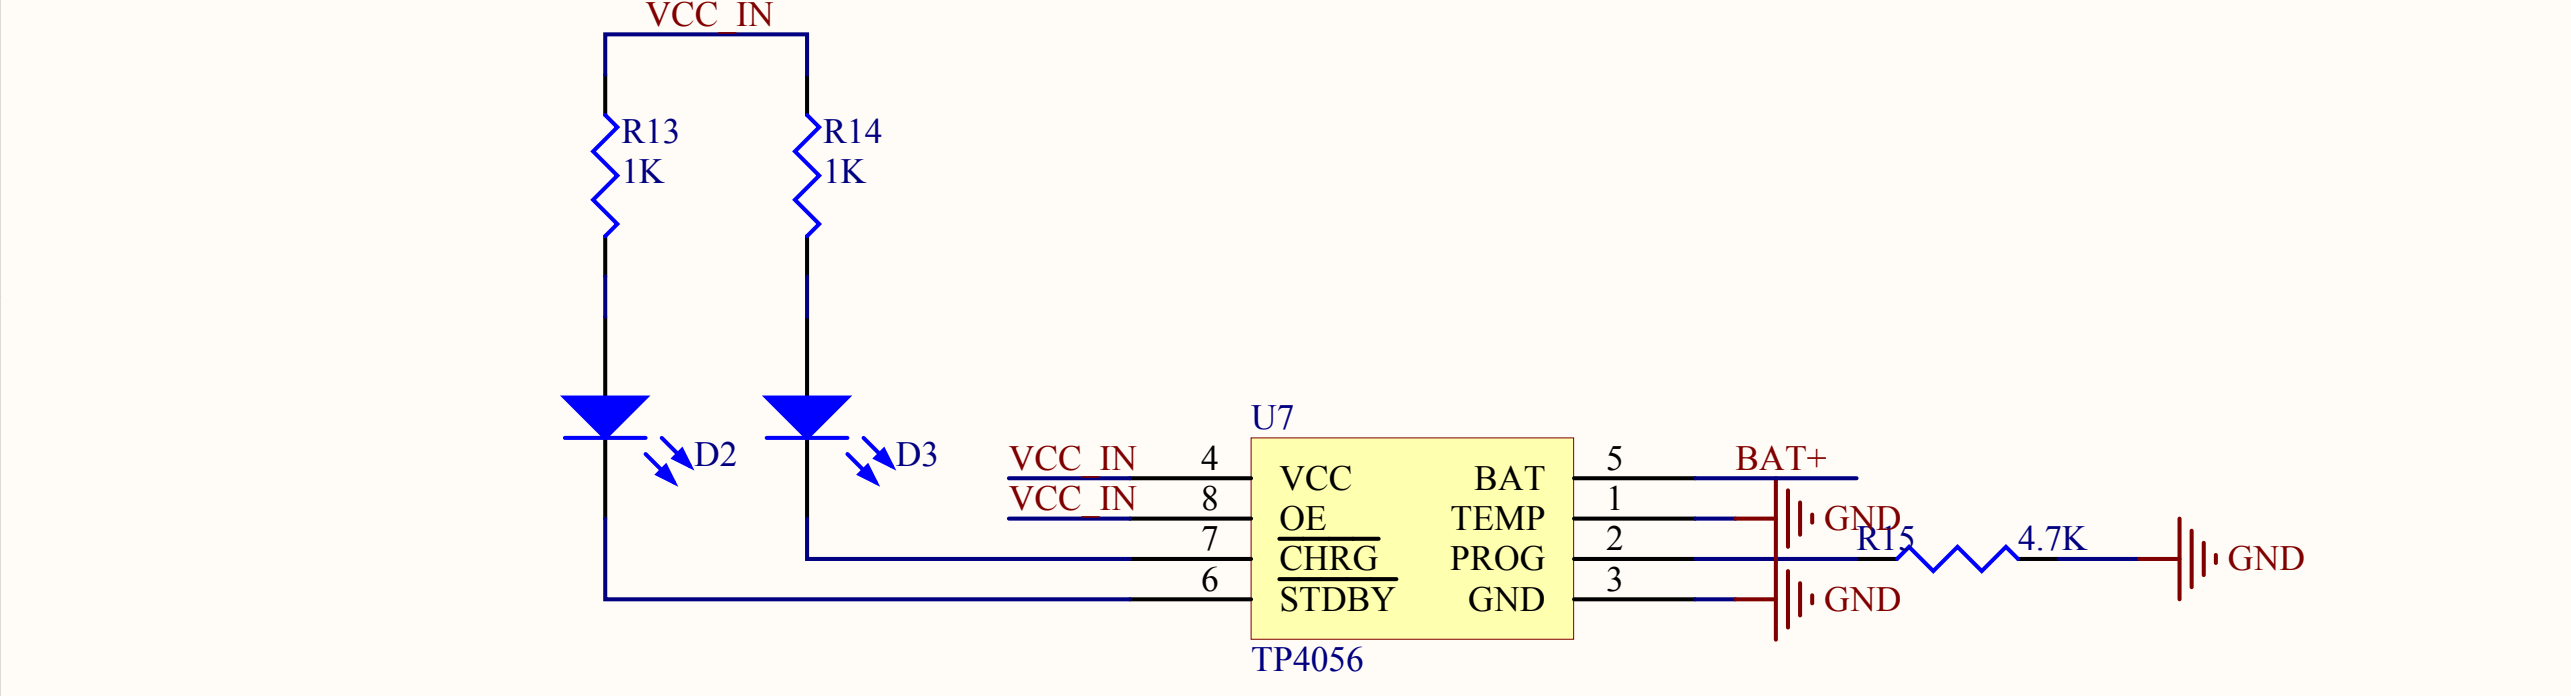 VCC_IN
R13
1K
R14
1K
D2
D3
U7
VCC_IN 4 VCC BAT 5 BAT+
VCC_IN 8 OE TEMP 1 GND
7 CHRG PROG 2 R15 4.7K GND
6 STDBY GND 3 GND
TP4056